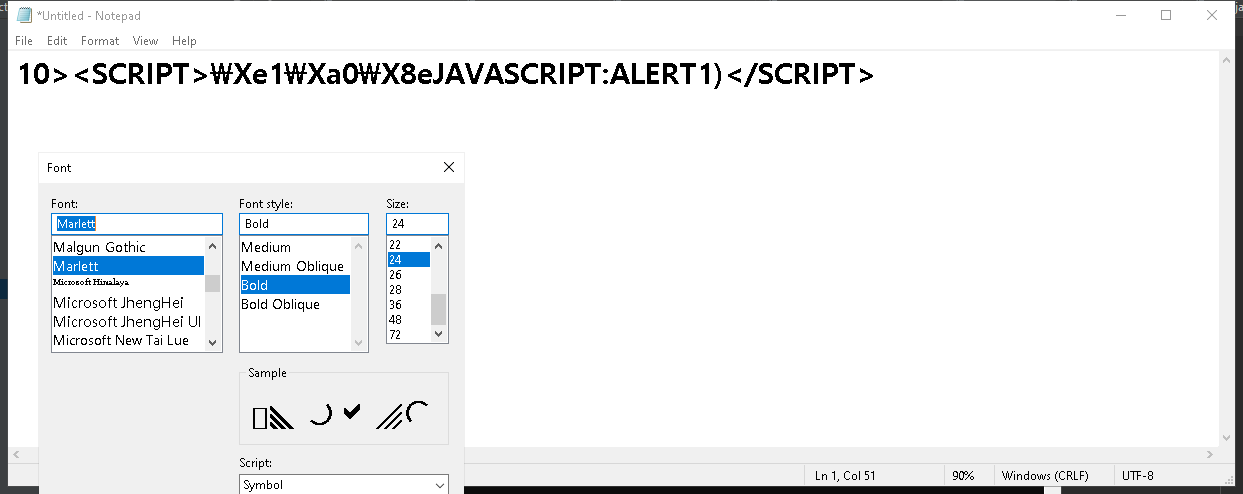 *Untitled - Notepad
File Edit Format View Help
10><SCRIPT>₩Xe1₩Xa0₩X8eJAVASCRIPT:ALERT1)</SCRIPT>
Font
Font: Font style: Size:
Marlett Bold 24
Malgun Gothic Medium 22
Marlett Medium Oblique 24
Microsoft Himalaya Bold 26
Microsoft JhengHei Bold Oblique 28
Microsoft JhengHei UI 36
Microsoft New Tai Lue 48
72
Sample
Script:
Symbol
Ln 1, Col 51 90% Windows (CRLF) UTF-8